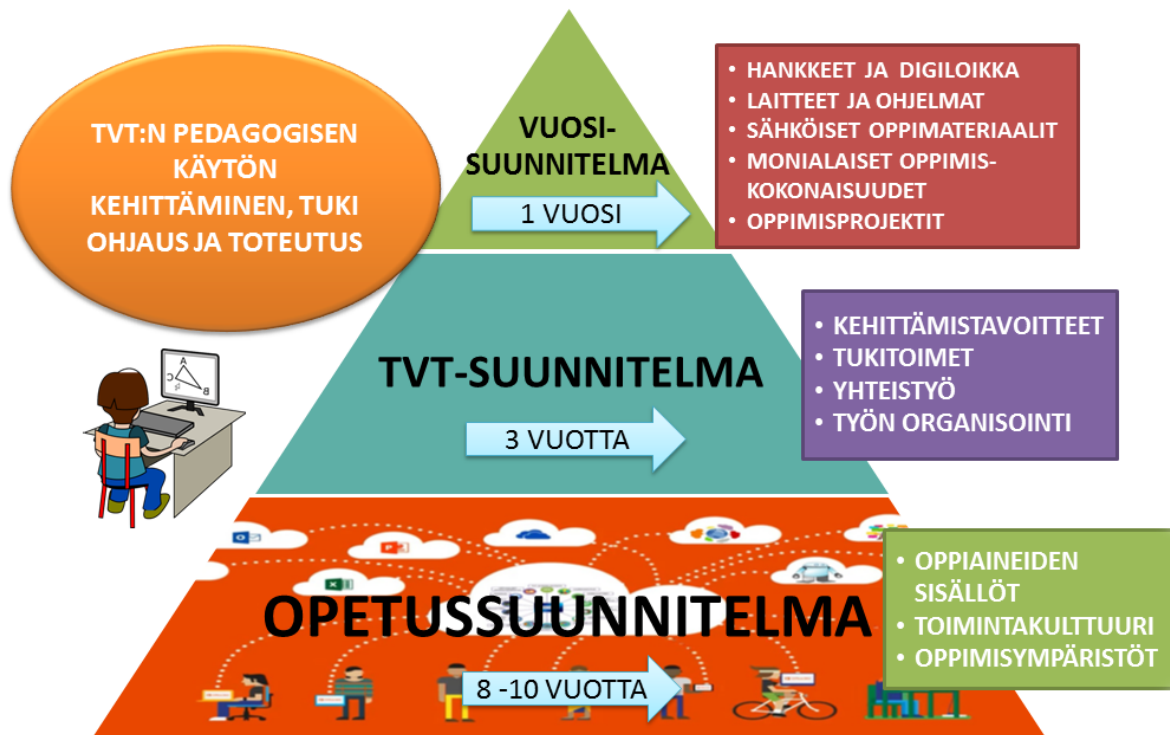 TVT:N PEDAGOGISEN
KÄYTÖN
KEHITTÄMINEN, TUKI
OHJAUS JA TOTEUTUS
VUOSI-
SUUNNITELMA
1 VUOSI
• HANKKEET JA DIGILOIKKA
• LAITTEET JA OHJELMAT
• SÄHKÖISET OPPIMATERIAALIT
• MONIALAISET OPPIMIS-
KOKONAISUUDET
• OPPIMISPROJEKTIT
TVT-SUUNNITELMA
3 VUOTTA
• KEHITTÄMISTAVOITTEET
• TUKITOIMET
• YHTEISTYÖ
• TYÖN ORGANISOINTI
A
C
B
OPETUSSUUNNITELMA
8 -10 VUOTTA
• OPPIAINEIDEN
SISÄLLÖT
• TOIMINTAKULTTUURI
• OPPIMISYMPÄRISTÖT